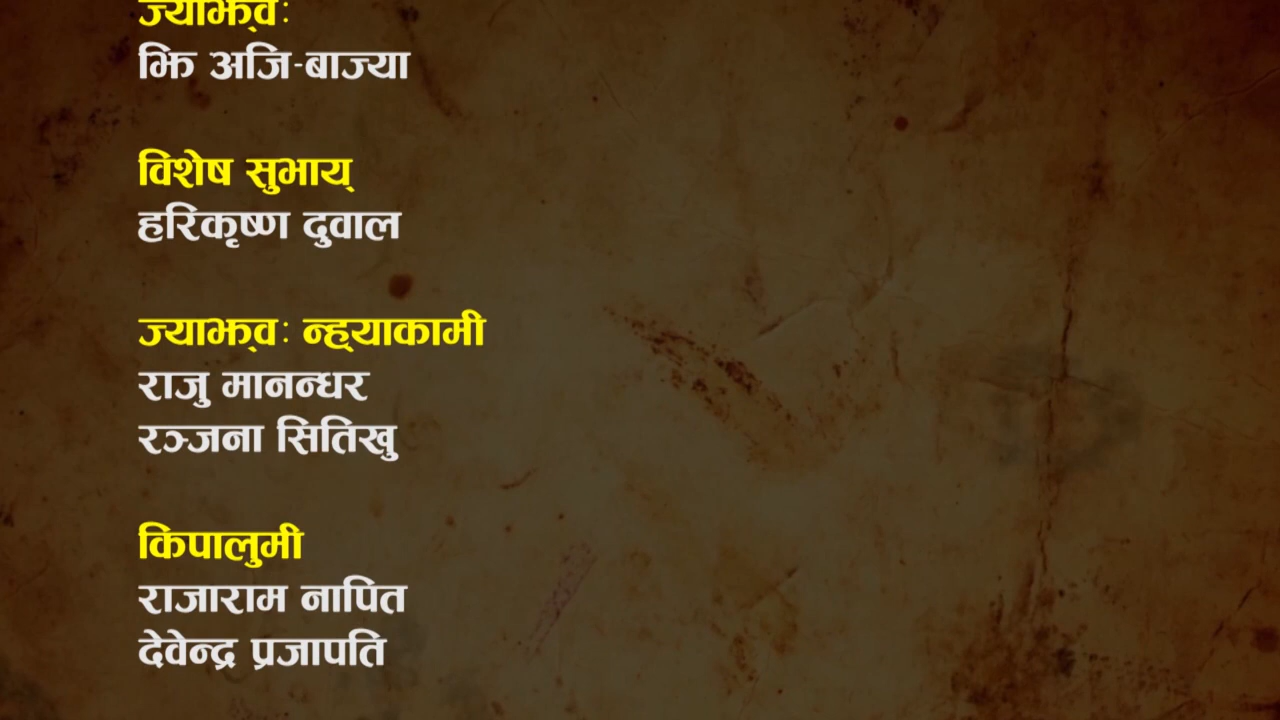 ज्याझ्वः
झि अजि-बाज्या
विशेष सुभाय्
हरिकृष्ण दुवाल
ज्याझ्वः न्ह्याकामी
राजु मानन्धर
रञ्जना सितिखु
किपालुमी
राजाराम नापित
देवेन्द्र प्रजापति